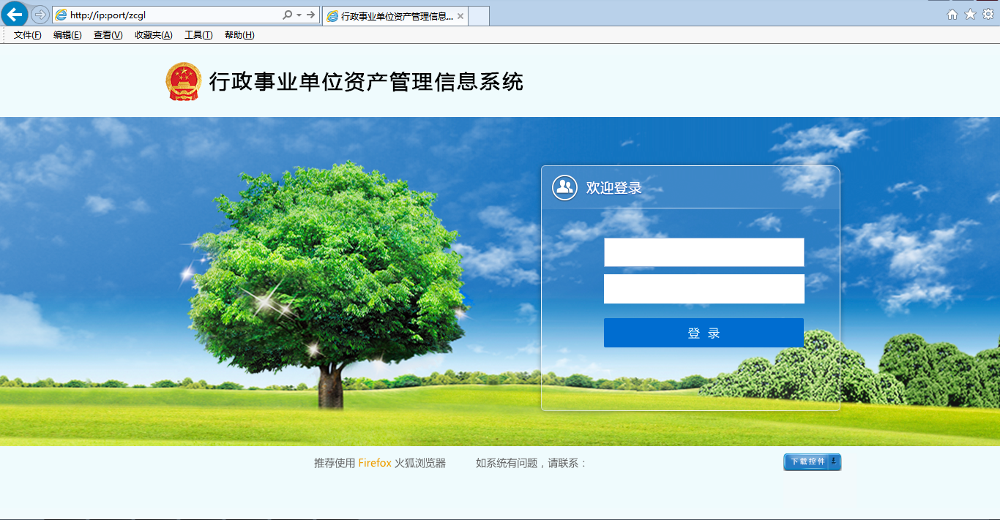 http://ip:port/zcgl
行政事业单位资产管理信息...
文件(F) 编辑(E) 查看(V) 收藏夹(A) 工具(T) 帮助(H)
行政事业单位资产管理信息系统
欢迎登录
登 录
推荐使用 Firefox 火狐浏览器 如系统有问题，请联系：
下载控件